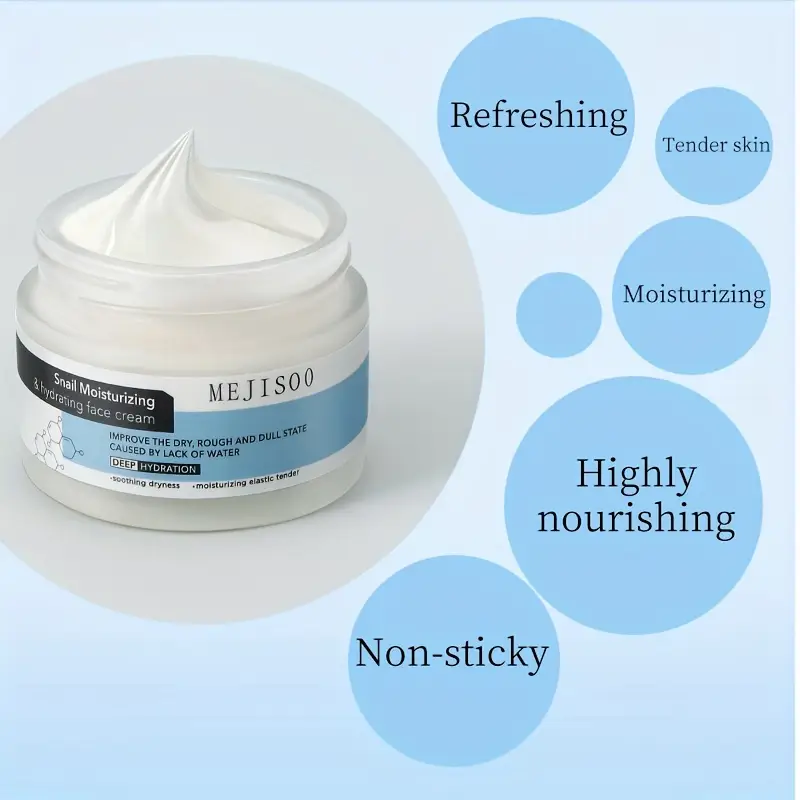 Refreshing
Tender skin
Moisturizing
Highly
nourishing
Non-sticky
MEJISOO
Snail Moisturizing
& hydrating face cream
IMPROVE THE DRY, ROUGH AND DULL STATE
CAUSED BY LACK OF WATER
DEEP HYDRATION
·soothing dryness ·moisturizing elastic tender